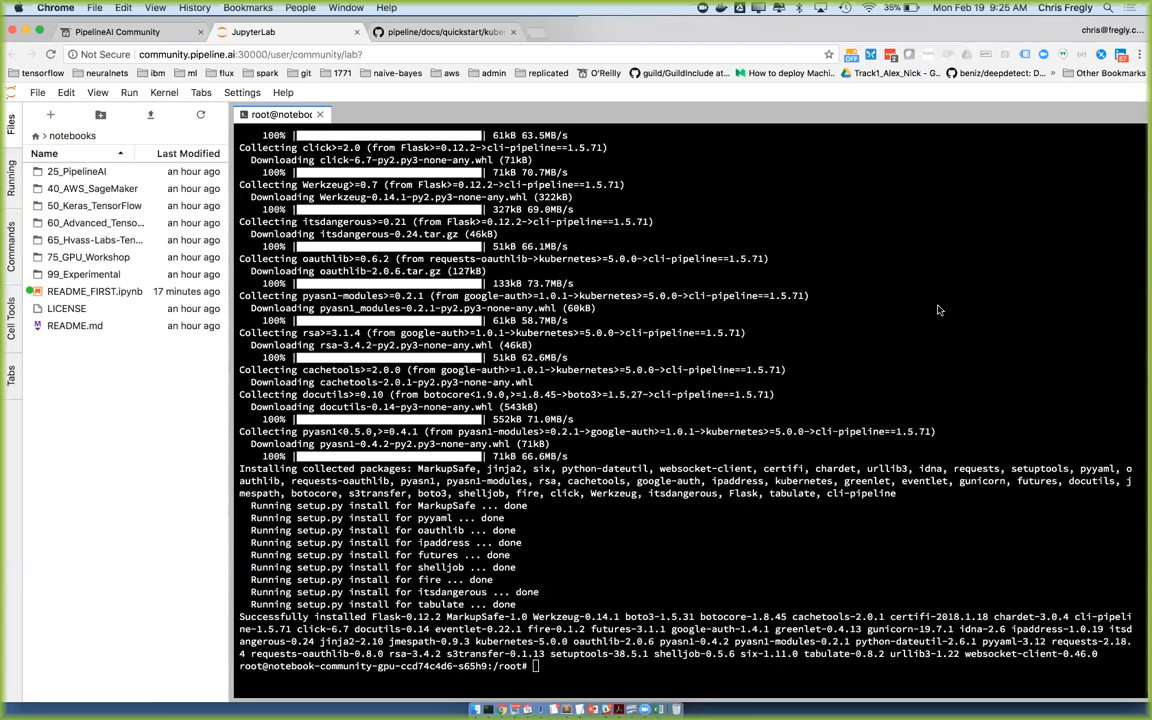 Chrome File Edit View History Bookmarks People Window Help 35% Mon Feb 19 9:25 AM Chris Fregly
PipelineAI Community × JupyterLab × pipeline/docs/quickstart/kube × chris@fregly.com
Not Secure community.pipeline.ai:30000/user/community/lab?
tensorflow neuralnets ibm ml flux spark git 1771 naive-bayes aws admin replicated O'Reilly guild/GuildInclude at... How to deploy Machi... Track1_Alex_Nick - G... beniz/deepdetect: D... » Other Bookmarks
File Edit View Run Kernel Tabs Settings Help
Files
Running
Commands
Cell Tools
Tabs
notebooks
Name Last Modified
25_PipelineAI an hour ago
40_AWS_SageMaker an hour ago
50_Keras_TensorFlow an hour ago
60_Advanced_Tenso... an hour ago
65_Hvass-Labs-Ten... an hour ago
75_GPU_Workshop an hour ago
99_Experimental an hour ago
README_FIRST.ipynb 17 minutes ago
LICENSE an hour ago
README.md an hour ago
root@noteboo ×
100% | | 61kB 63.5MB/s
Collecting click>=2.0 (from Flask>=0.12.2->cli-pipeline==1.5.71)
Downloading click-6.7-py2.py3-none-any.whl (71kB)
100% | | 71kB 70.7MB/s
Collecting Werkzeug>=0.7 (from Flask>=0.12.2->cli-pipeline==1.5.71)
Downloading Werkzeug-0.14.1-py2.py3-none-any.whl (322kB)
100% | | 327kB 69.0MB/s
Collecting itsdangerous>=0.21 (from Flask>=0.12.2->cli-pipeline==1.5.71)
Downloading itsdangerous-0.24.tar.gz (46kB)
100% | | 51kB 66.1MB/s
Collecting oauthlib>=0.6.2 (from requests-oauthlib->kubernetes>=5.0.0->cli-pipeline==1.5.71)
Downloading oauthlib-2.0.6.tar.gz (127kB)
100% | | 133kB 73.7MB/s
Collecting pyasn1-modules>=0.2.1 (from google-auth>=1.0.1->kubernetes>=5.0.0->cli-pipeline==1.5.71)
Downloading pyasn1_modules-0.2.1-py2.py3-none-any.whl (60kB)
100% | | 61kB 58.7MB/s
Collecting rsa>=3.1.4 (from google-auth>=1.0.1->kubernetes>=5.0.0->cli-pipeline==1.5.71)
Downloading rsa-3.4.2-py2.py3-none-any.whl (46kB)
100% | | 51kB 62.6MB/s
Collecting cachetools>=2.0.0 (from google-auth>=1.0.1->kubernetes>=5.0.0->cli-pipeline==1.5.71)
Downloading cachetools-2.0.1-py2.py3-none-any.whl
Collecting docutils>=0.10 (from botocore<1.9.0,>=1.8.45->boto3>=1.5.27->cli-pipeline==1.5.71)
Downloading docutils-0.14-py3-none-any.whl (543kB)
100% | | 552kB 71.0MB/s
Collecting pyasn1<0.5.0,>=0.4.1 (from pyasn1-modules>=0.2.1->google-auth>=1.0.1->kubernetes>=5.0.0->cli-pipeline==1.5.71)
Downloading pyasn1-0.4.2-py2.py3-none-any.whl (71kB)
100% | | 71kB 66.6MB/s
Installing collected packages: MarkupSafe, jinja2, six, python-dateutil, websocket-client, certifi, chardet, urllib3, idna, requests, setuptools, pyyaml, o
authlib, requests-oauthlib, pyasn1, pyasn1-modules, rsa, cachetools, google-auth, ipaddress, kubernetes, greenlet, eventlet, gunicorn, futures, docutils, j
mespath, botocore, s3transfer, boto3, shelljob, fire, click, Werkzeug, itsdangerous, Flask, tabulate, cli-pipeline
Running setup.py install for MarkupSafe ... done
Running setup.py install for pyyaml ... done
Running setup.py install for oauthlib ... done
Running setup.py install for ipaddress ... done
Running setup.py install for futures ... done
Running setup.py install for shelljob ... done
Running setup.py install for fire ... done
Running setup.py install for itsdangerous ... done
Running setup.py install for tabulate ... done
Successfully installed Flask-0.12.2 MarkupSafe-1.0 Werkzeug-0.14.1 boto3-1.5.31 botocore-1.8.45 cachetools-2.0.1 certifi-2018.1.18 chardet-3.0.4 cli-pipeli
ne-1.5.71 click-6.7 docutils-0.14 eventlet-0.22.1 fire-0.1.2 futures-3.1.1 google-auth-1.4.1 greenlet-0.4.13 gunicorn-19.7.1 idna-2.6 ipaddress-1.0.19 itsd
angerous-0.24 jinja2-2.10 jmespath-0.9.3 kubernetes-5.0.0 oauthlib-2.0.6 pyasn1-0.4.2 pyasn1-modules-0.2.1 python-dateutil-2.6.1 pyyaml-3.12 requests-2.18.
4 requests-oauthlib-0.8.0 rsa-3.4.2 s3transfer-0.1.13 setuptools-38.5.1 shelljob-0.5.6 six-1.11.0 tabulate-0.8.2 urllib3-1.22 websocket-client-0.46.0
root@notebook-community-gpu-ccd74c4d6-s65h9:/root#